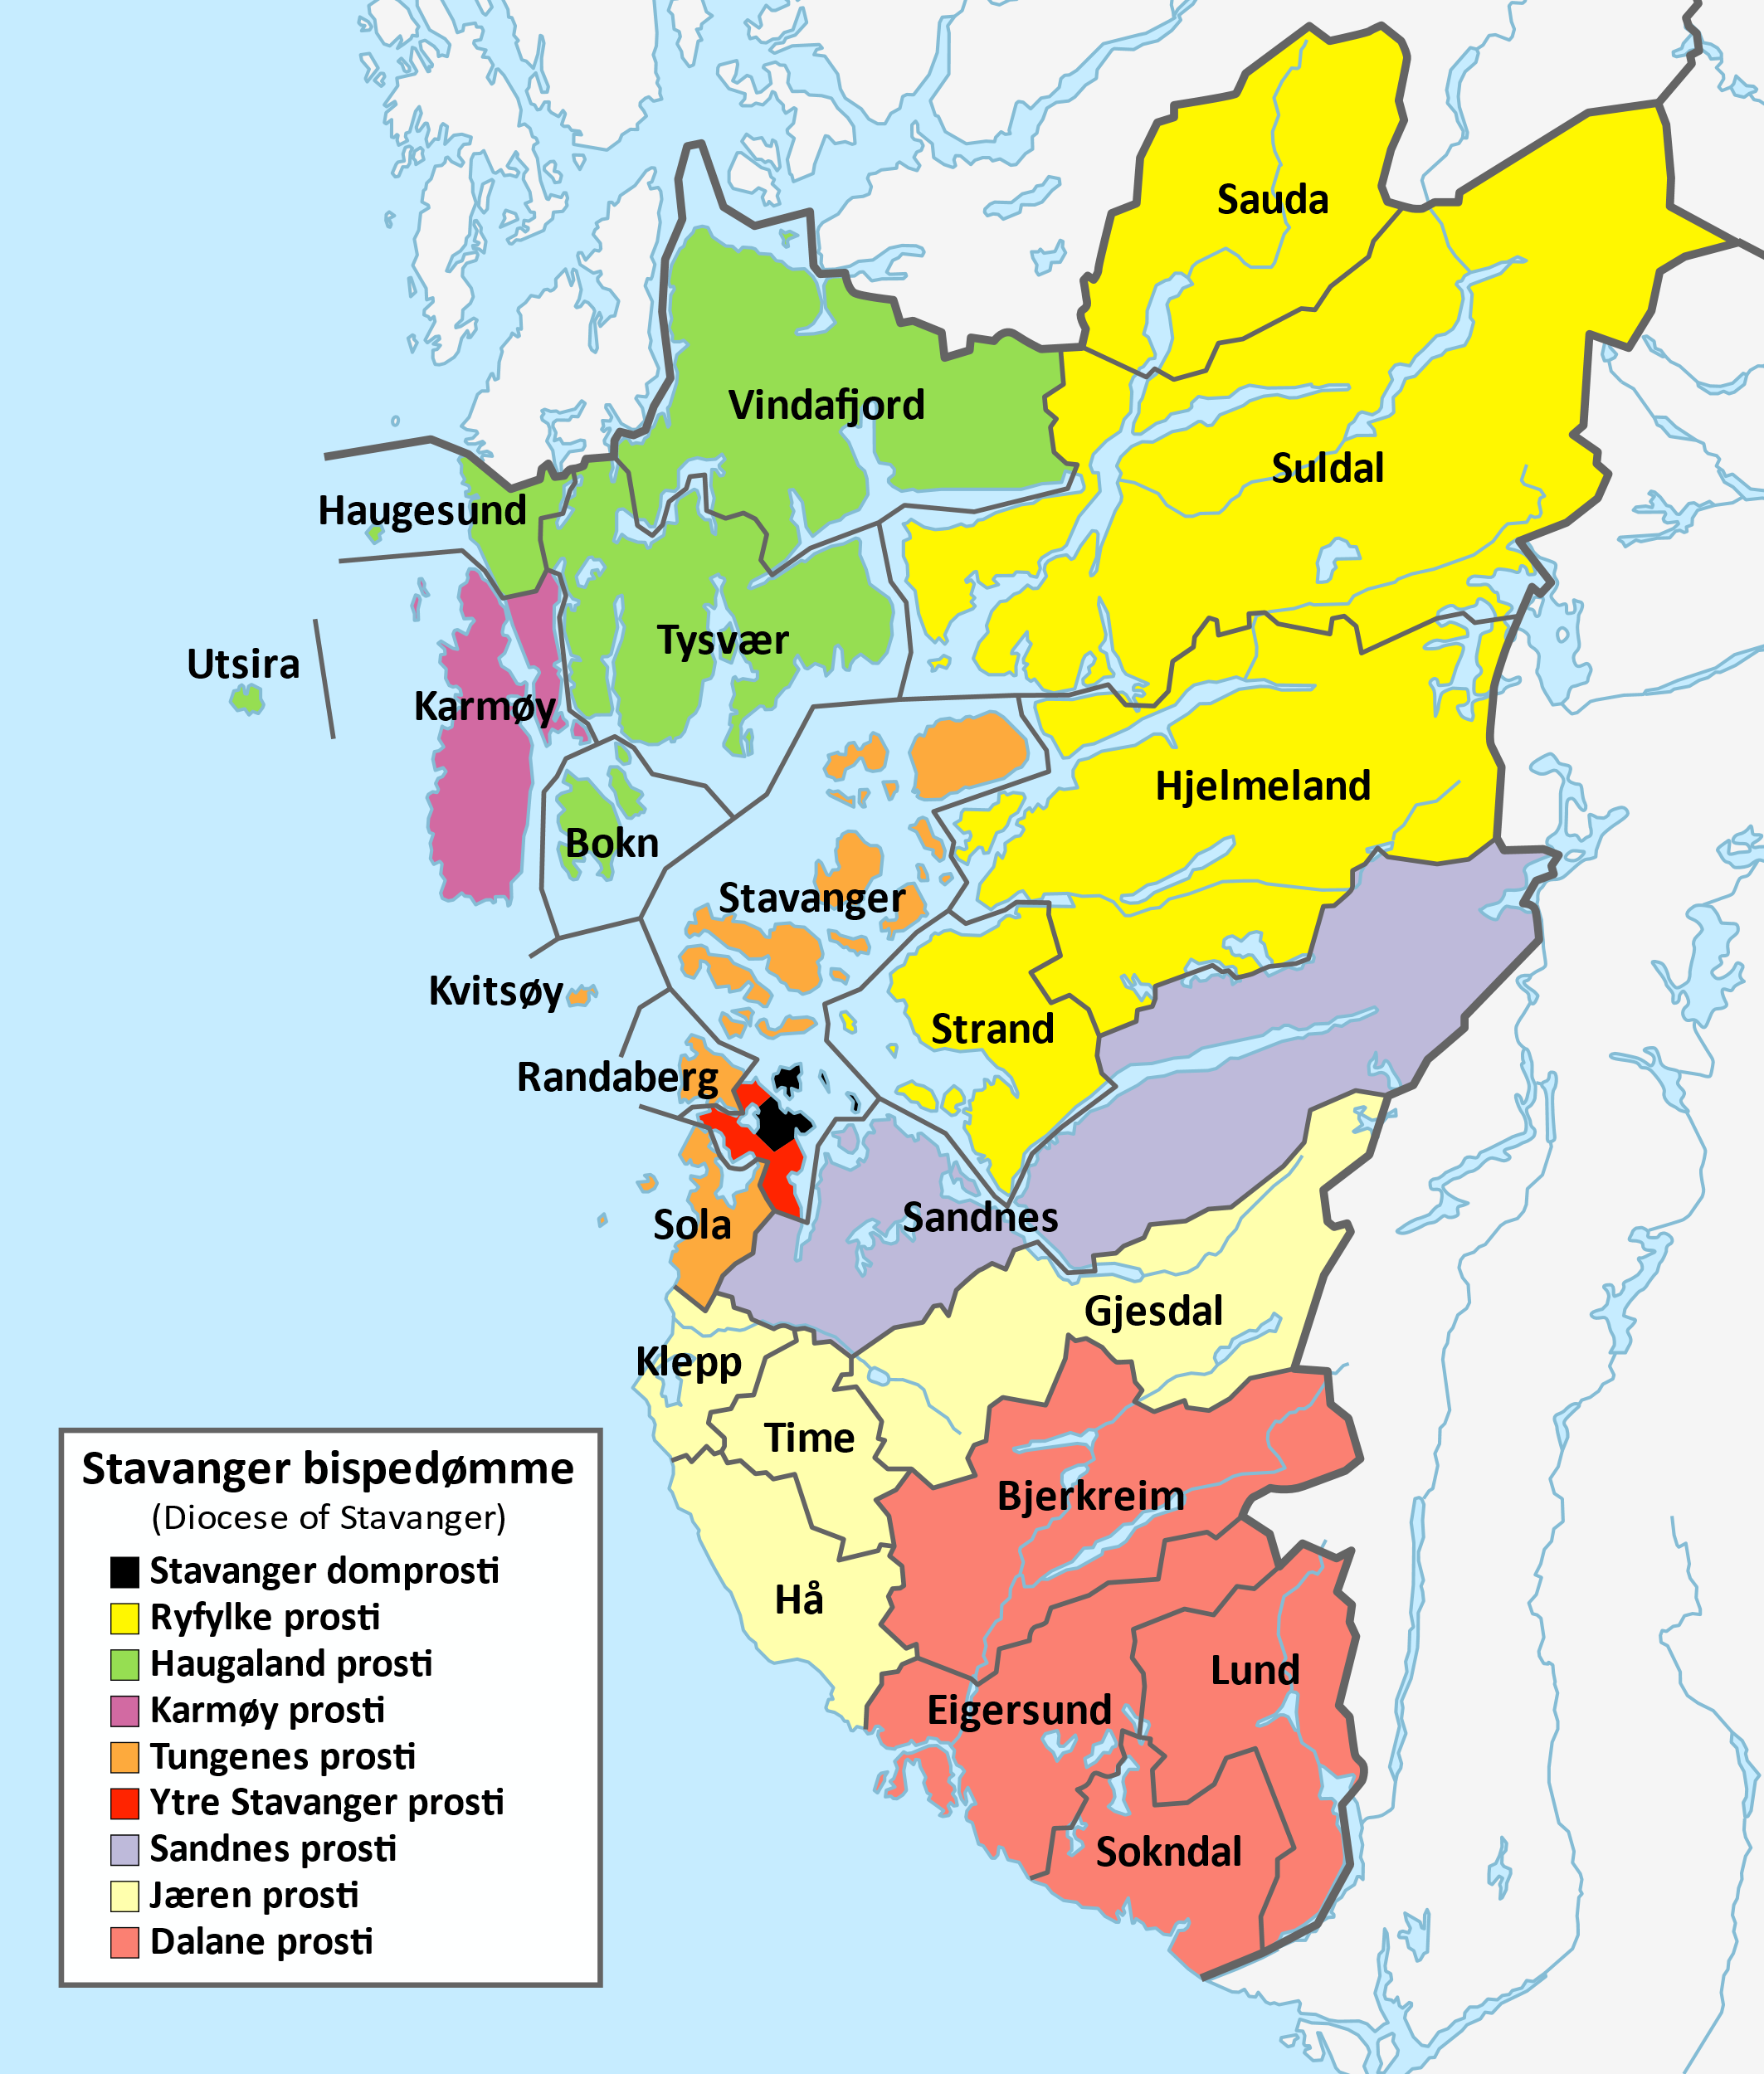 Sauda
Vindafjord
Suldal
Haugesund
Tysvær
Utsira
Karmøy
Hjelmeland
Bokn
Stavanger
Kvitsøy
Strand
Randaberg
Sandnes
Sola
Gjesdal
Klepp
Time
Bjerkreim
Hå
Lund
Eigersund
Sokndal
Stavanger bispedømme
(Diocese of Stavanger)
Stavanger domprosti
Ryfylke prosti
Haugaland prosti
Karmøy prosti
Tungenes prosti
Ytre Stavanger prosti
Sandnes prosti
Jæren prosti
Dalane prosti